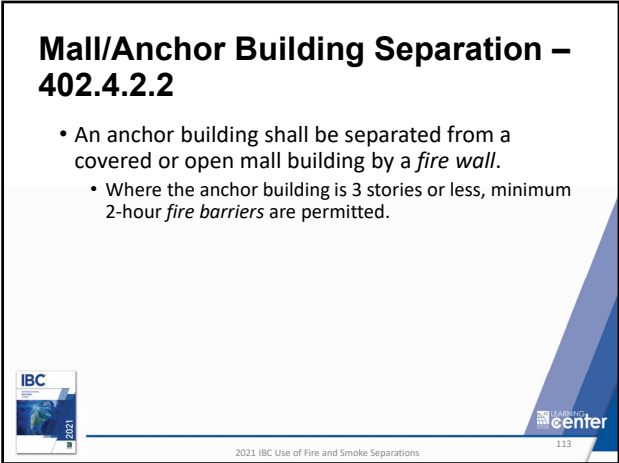 Mall/Anchor Building Separation –
402.4.2.2
• An anchor building shall be separated from a
covered or open mall building by a fire wall.
• Where the anchor building is 3 stories or less, minimum
2-hour fire barriers are permitted.
IBC
2021
LEARNING
center
2021 IBC Use of Fire and Smoke Separations
113